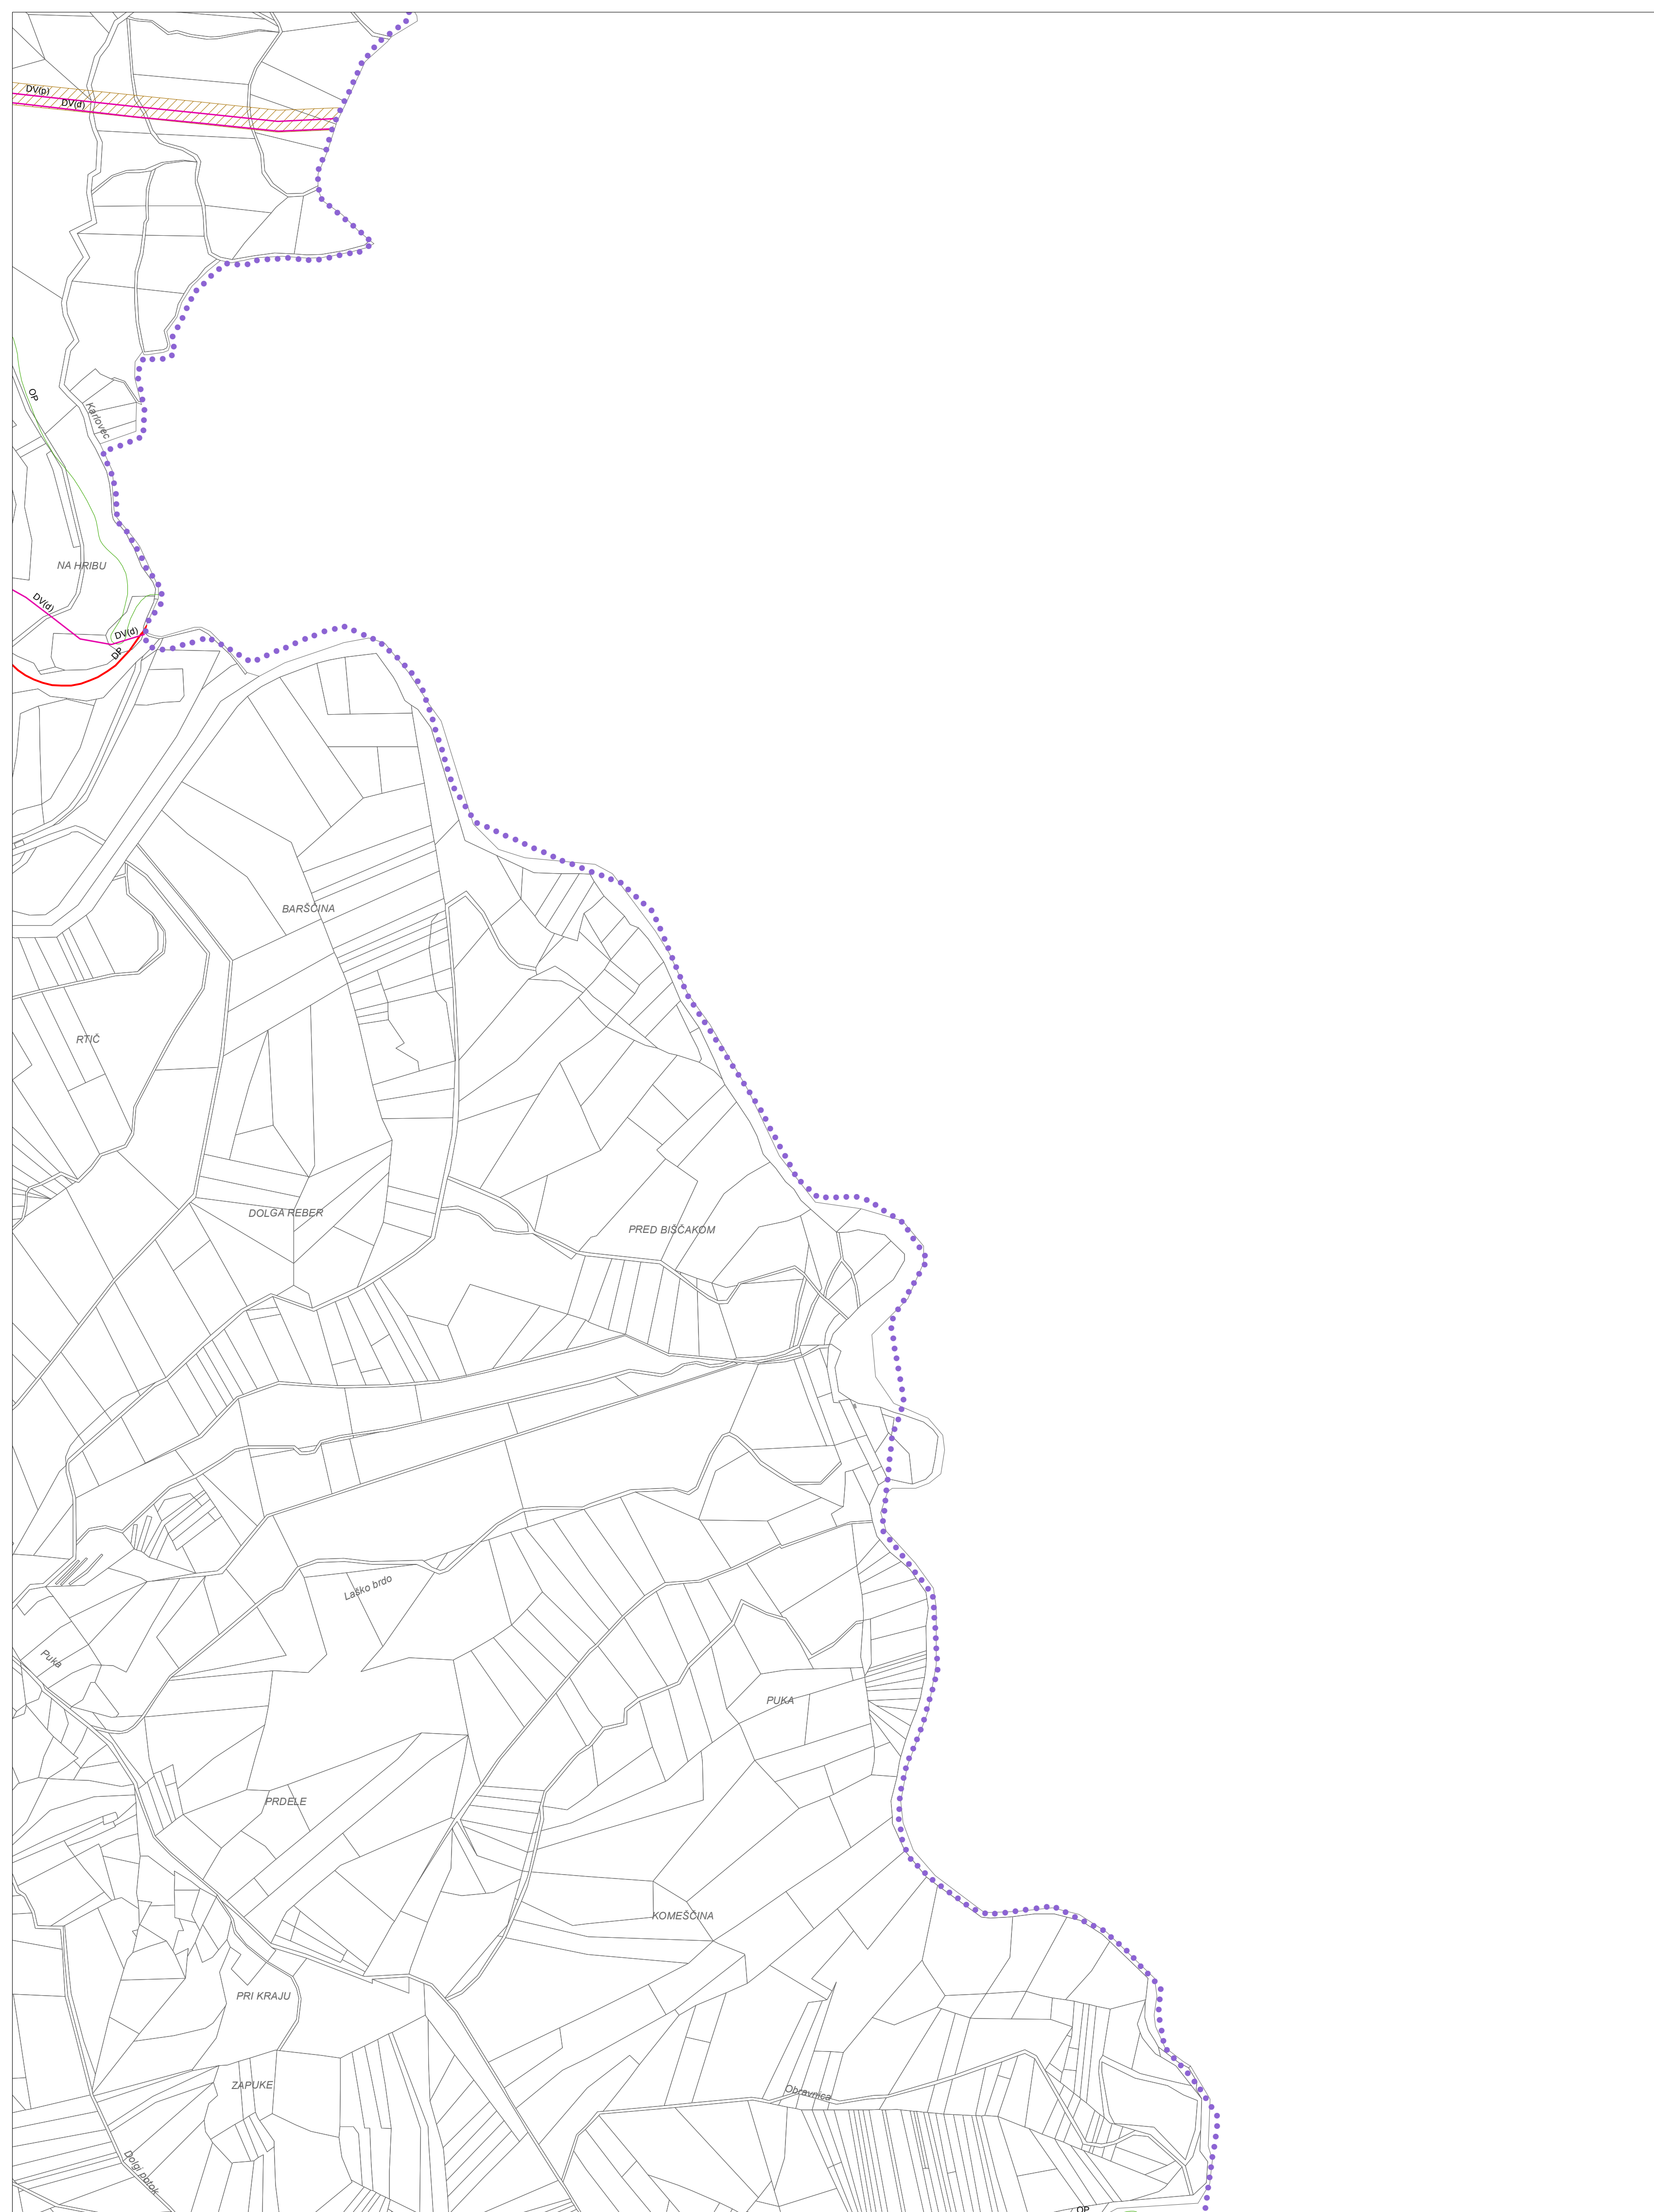 DV(p)
DV(d)
OP
Karlovec
NA HRIBU
DV(d)
DV(d)
DP
BARŠČINA
RTIČ
DOLGA REBER
PRED BIŠČAKOM
Laško brdo
Puka
PUKA
PRDELE
KOMEŠČINA
PRI KRAJU
ZAPUKE
Obravnica
Dolgi potok
OP